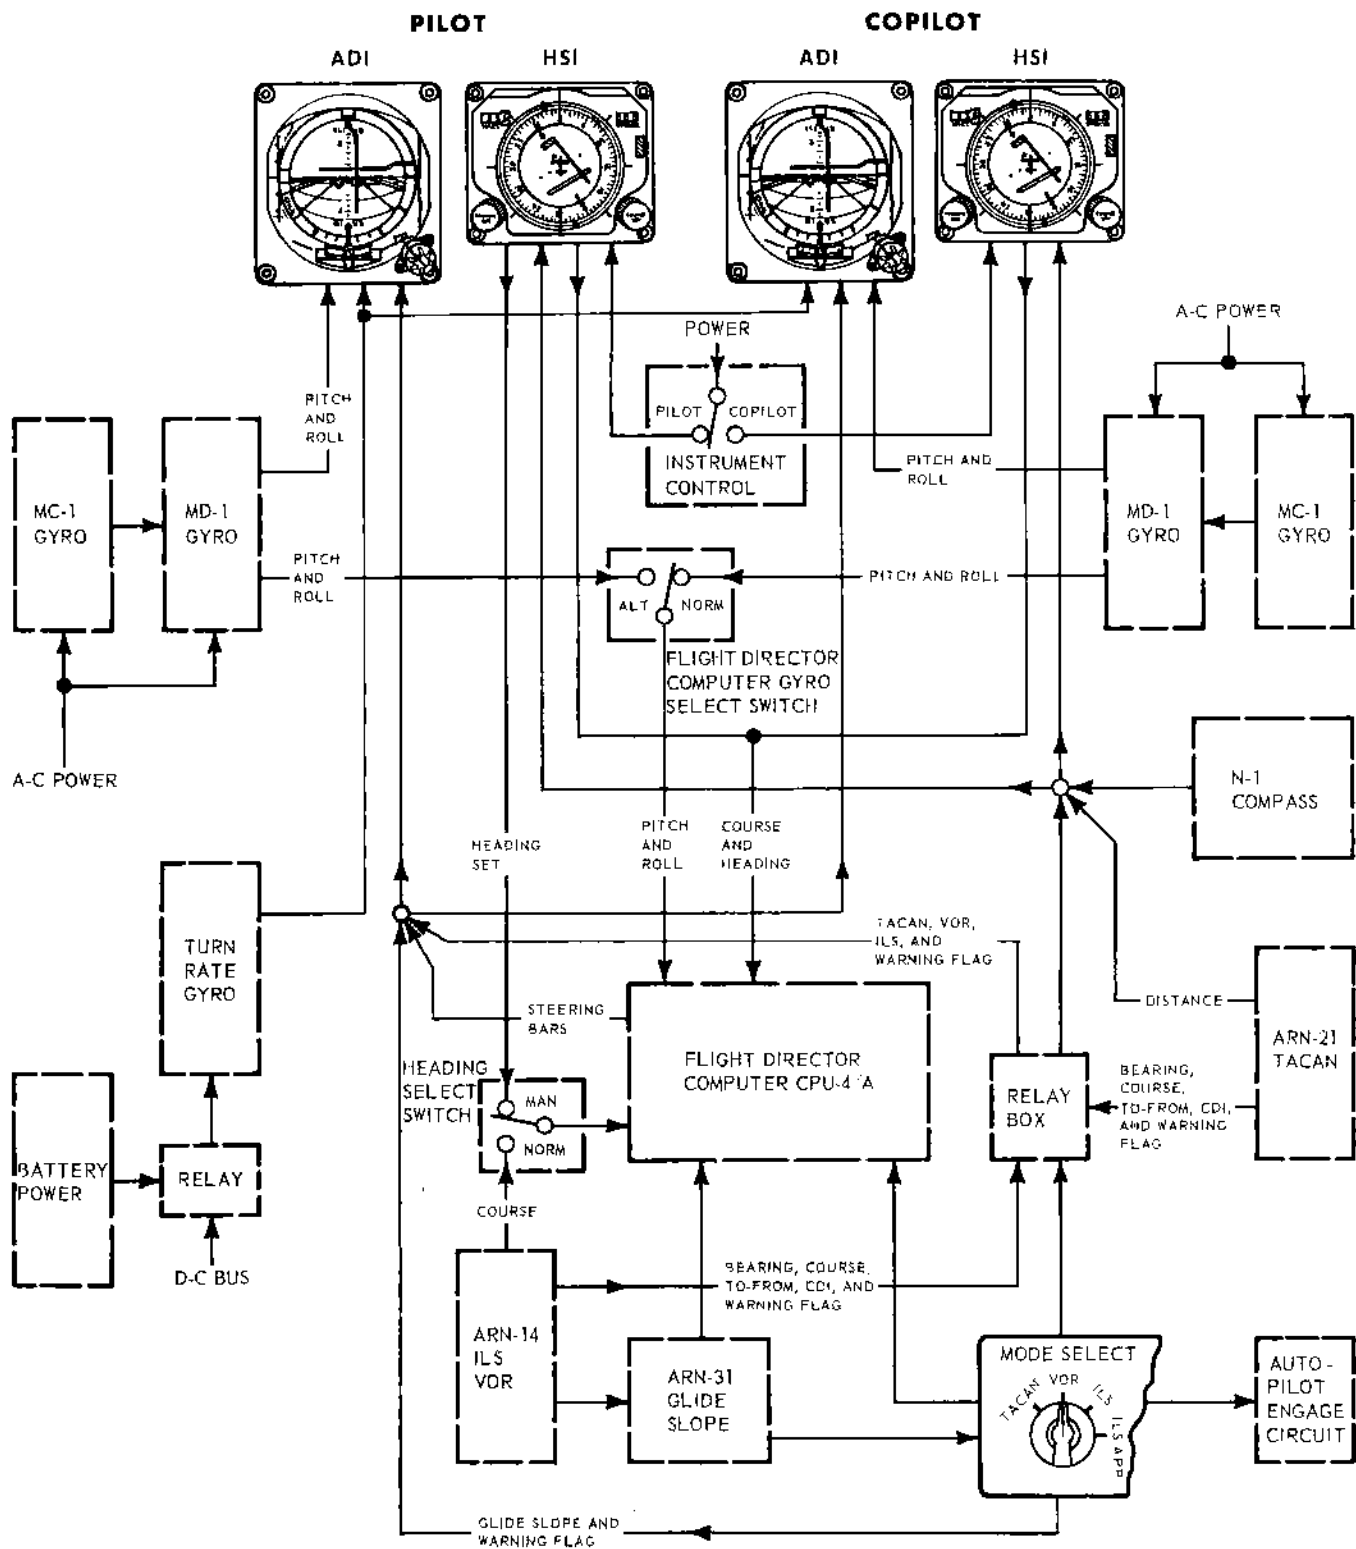 PILOT
COPILOT
ADI
HSI
ADI
HSI
POWER
A-C POWER
PILOT
COPILOT
INSTRUMENT
CONTROL
PITCH
AND
ROLL
PITCH AND
ROLL
MC-1
GYRO
MD-1
GYRO
MD-1
GYRO
MC-1
GYRO
PITCH
AND
ROLL
ALT
NORM
PITCH AND ROLL
FLIGHT DIRECTOR
COMPUTER GYRO
SELECT SWITCH
A-C POWER
N-1
COMPASS
HEADING
SET
PITCH
AND
ROLL
COURSE
AND
HEADING
TURN
RATE
GYRO
TACAN, VOR,
ILS, AND
WARNING FLAG
STEERING
BARS
DISTANCE
ARN-21
TACAN
HEADING
SELECT
SWITCH
MAN
NORM
FLIGHT DIRECTOR
COMPUTER CPU-4/A
RELAY
BOX
BEARING,
COURSE,
TO-FROM, CDI,
AND WARNING
FLAG
BATTERY
POWER
RELAY
D-C BUS
COURSE
BEARING, COURSE,
TO-FROM, CDI, AND
WARNING FLAG
ARN-14
ILS
VOR
ARN-31
GLIDE
SLOPE
MODE SELECT
TACAN
VOR
ILS
ILS APP
AUTO-
PILOT
ENGAGE
CIRCUIT
GLIDE SLOPE AND
WARNING FLAG